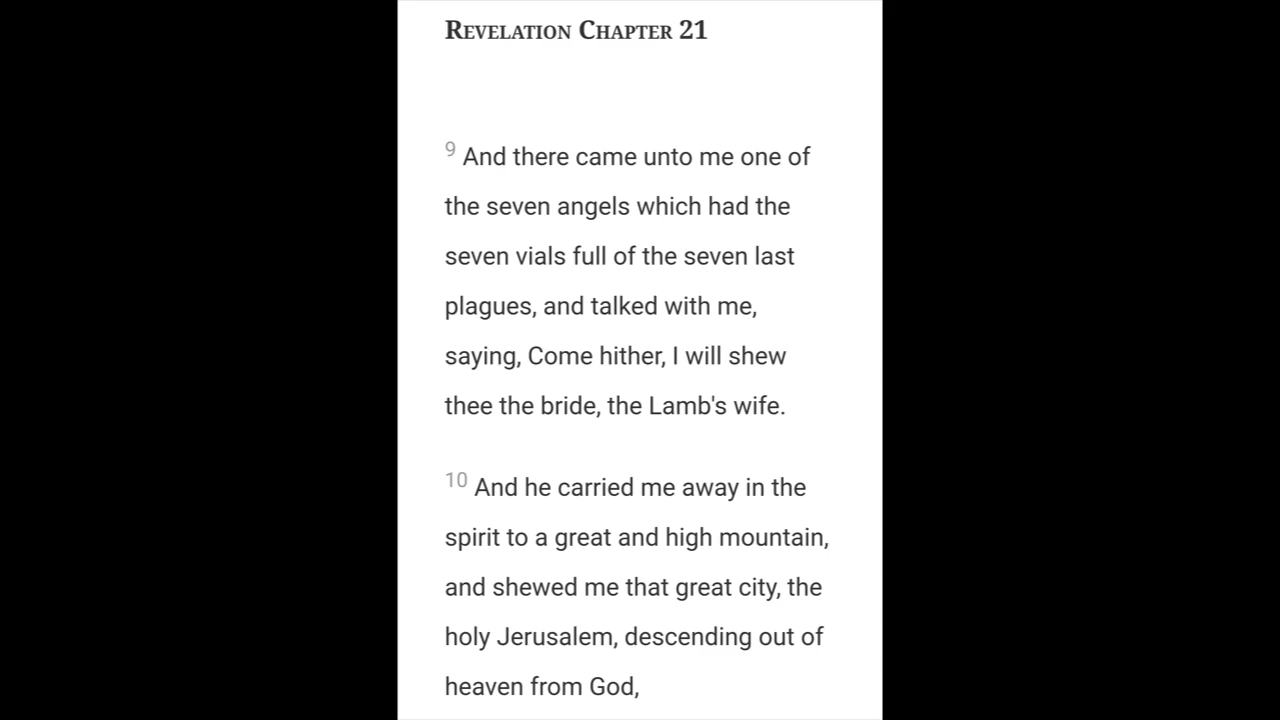 Revelation Chapter 21
9 And there came unto me one of
the seven angels which had the
seven vials full of the seven last
plagues, and talked with me,
saying, Come hither, I will shew
thee the bride, the Lamb's wife.
10 And he carried me away in the
spirit to a great and high mountain,
and shewed me that great city, the
holy Jerusalem, descending out of
heaven from God,